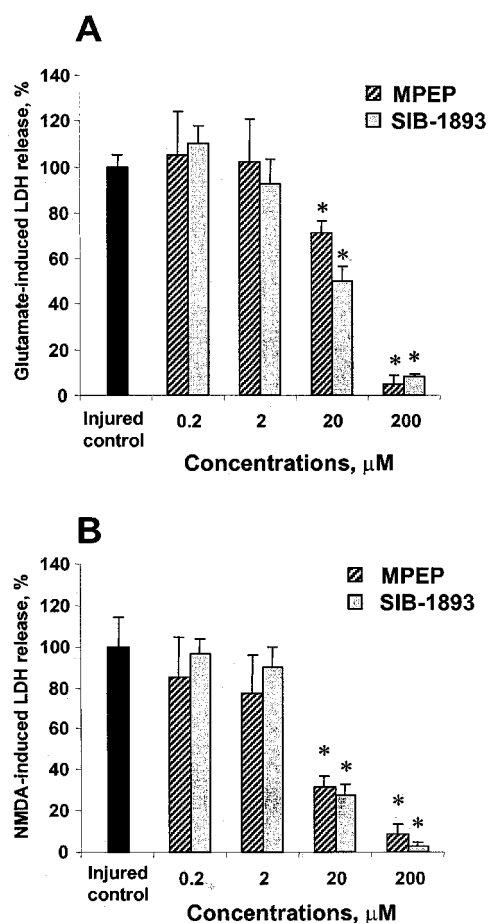 A
Glutamate-induced LDH release, %
140
120
100
80
60
40
20
0
MPEP
SIB-1893
* *
* *
Injured control
0.2
2
20
200
Concentrations, μM
B
NMDA-induced LDH release, %
140
120
100
80
60
40
20
0
MPEP
SIB-1893
* *
* *
Injured control
0.2
2
20
200
Concentrations, μM